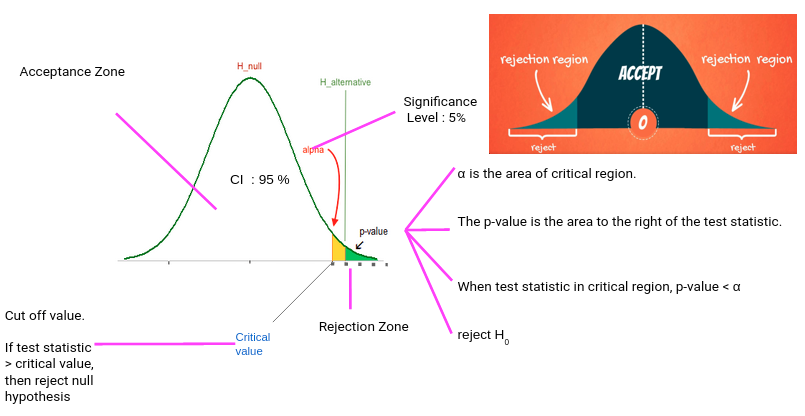 Acceptance Zone
H_null
H_alternative
Significance
Level : 5%
alpha
CI : 95 %
p-value
Rejection Zone
Critical
value
Cut off value.
If test statistic
> critical value,
then reject null
hypothesis
rejection region
ACCEPT
rejection region
0
reject
reject
α is the area of critical region.
The p-value is the area to the right of the test statistic.
When test statistic in critical region, p-value < α
reject H0